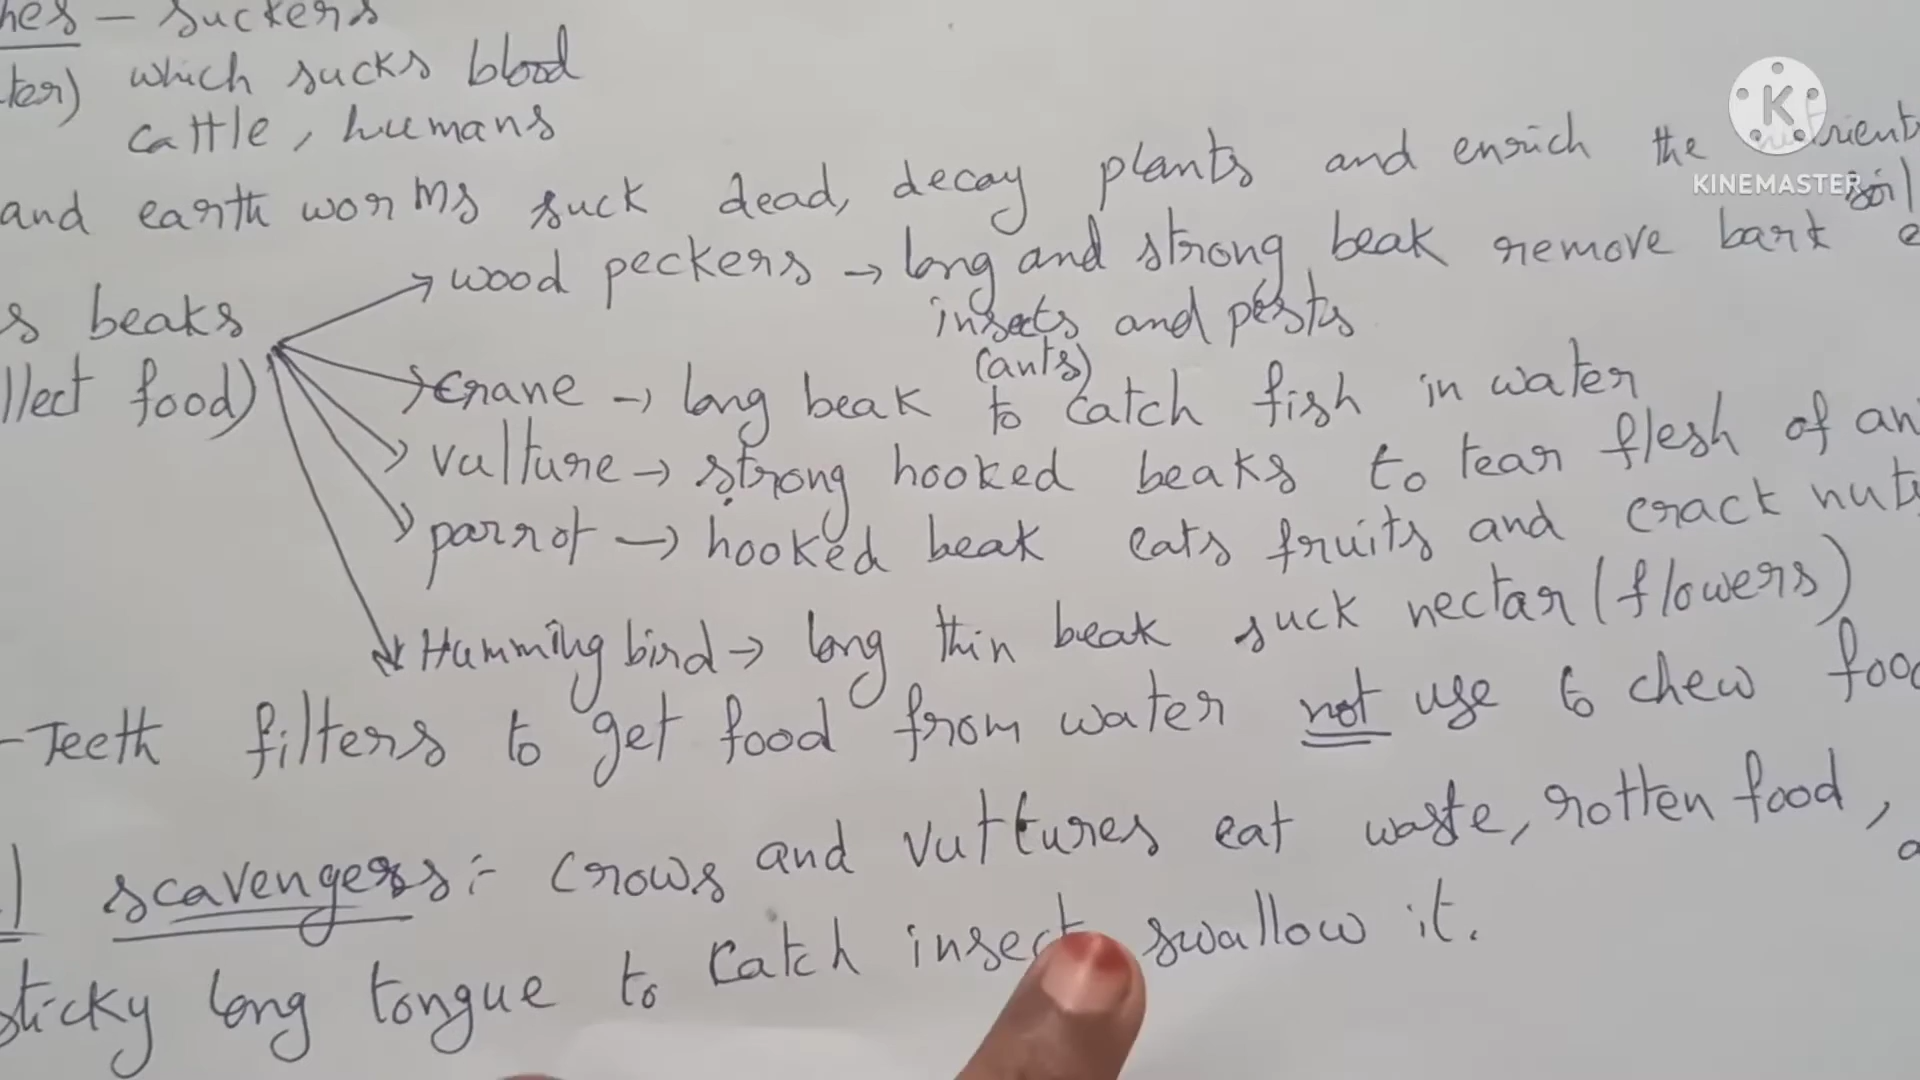 hes - suckers
ter) which sucks blood
cattle, humans
and earth worms suck dead, decay plants and enrich the
soil
s beaks
llect food)
wood peckers → long and strong beak remove bark e
insects and pests
(ants)
crane → long beak to catch fish in water
vulture → strong hooked beaks to tear flesh of an
parrot → hooked beak eats fruits and crack nuts
Humming bird → long thin beak suck nectar (flowers)
- Teeth filters to get food from water not use to chew food
scavengers :- crows and vultures eat waste, rotten food, a
sticky long tongue to catch insect swallow it.
K
KINEMASTER